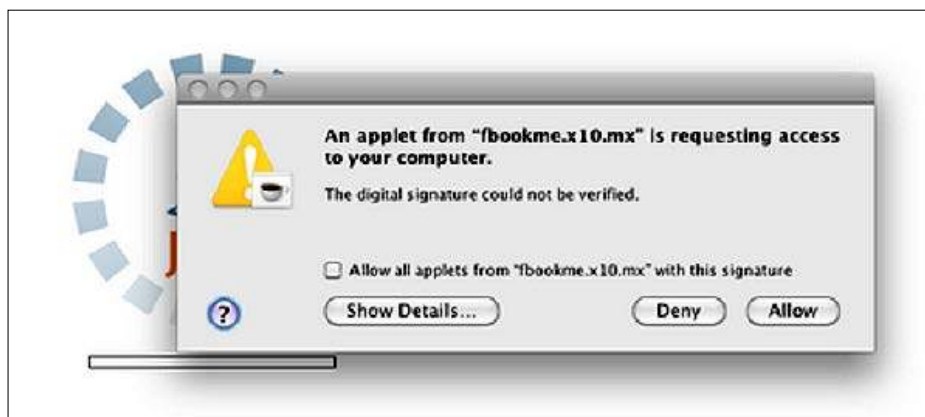 An applet from "fbookme.x10.mx" is requesting access
to your computer.
The digital signature could not be verified.
Allow all applets from "fbookme.x10.mx" with this signature
?
Show Details...
Deny
Allow